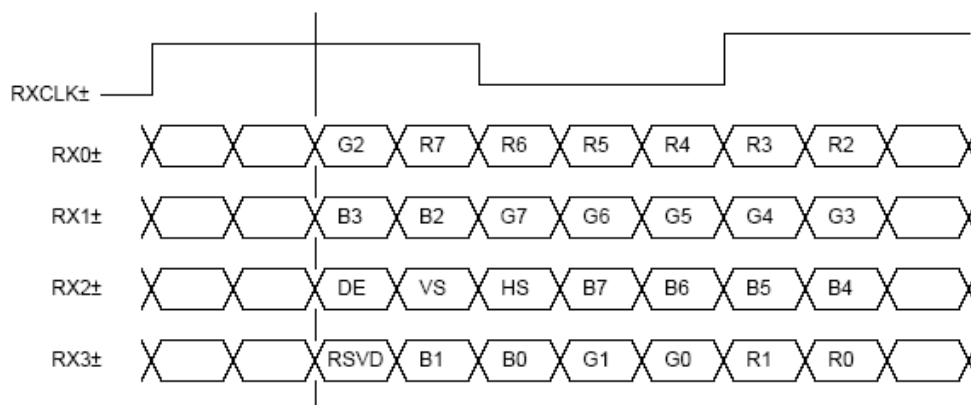 RXCLK±
RX0± G2 R7 R6 R5 R4 R3 R2
RX1± B3 B2 G7 G6 G5 G4 G3
RX2± DE VS HS B7 B6 B5 B4
RX3± RSVD B1 B0 G1 G0 R1 R0